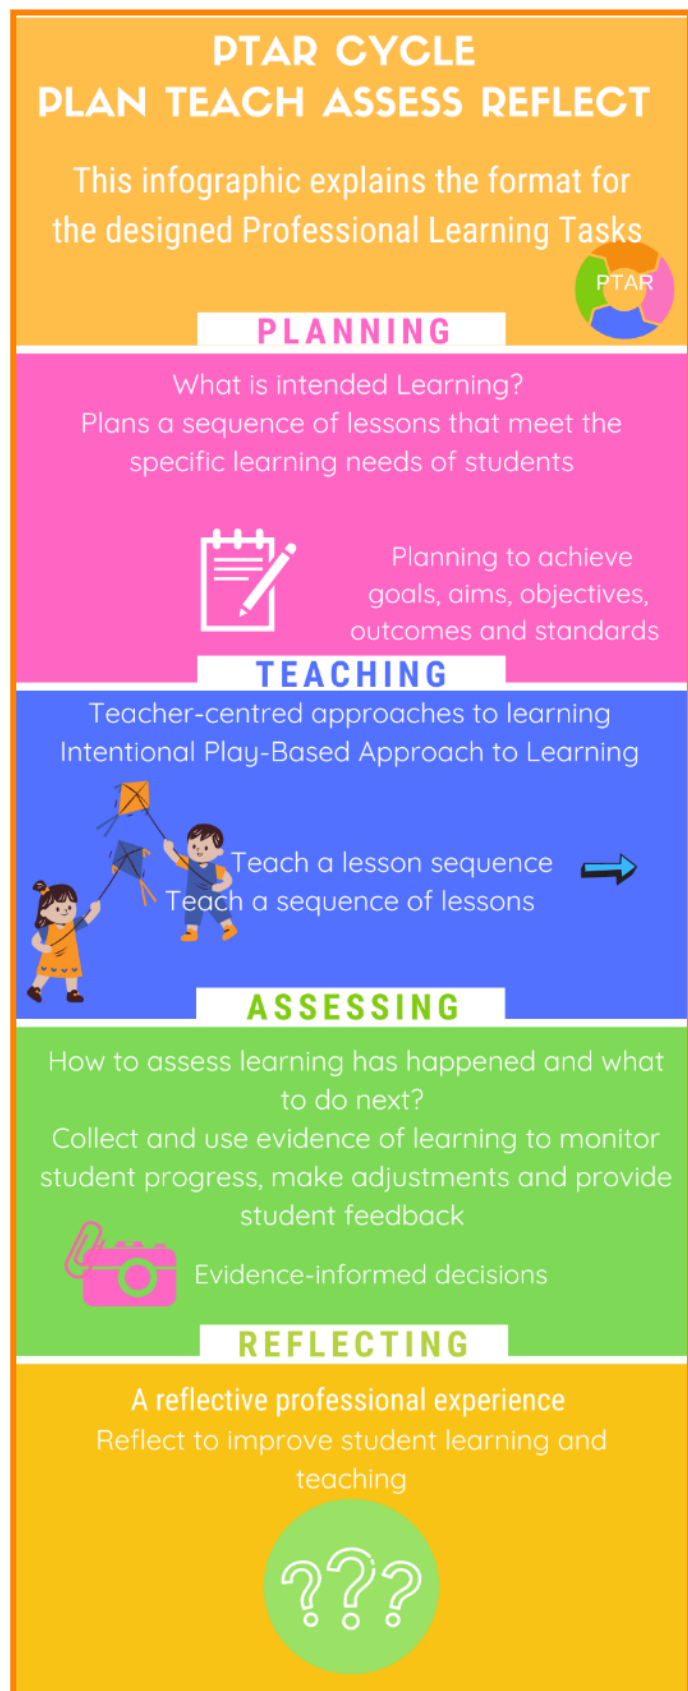 PTAR CYCLE
PLAN TEACH ASSESS REFLECT
This infographic explains the format for
the designed Professional Learning Tasks
PTAR
PLANNING
What is intended Learning?
Plans a sequence of lessons that meet the
specific learning needs of students
Planning to achieve
goals, aims, objectives,
outcomes and standards
TEACHING
Teacher-centred approaches to learning
Intentional Play-Based Approach to Learning
Teach a lesson sequence
Teach a sequence of lessons
ASSESSING
How to assess learning has happened and what
to do next?
Collect and use evidence of learning to monitor
student progress, make adjustments and provide
student feedback
Evidence-informed decisions
REFLECTING
A reflective professional experience
Reflect to improve student learning and
teaching
???